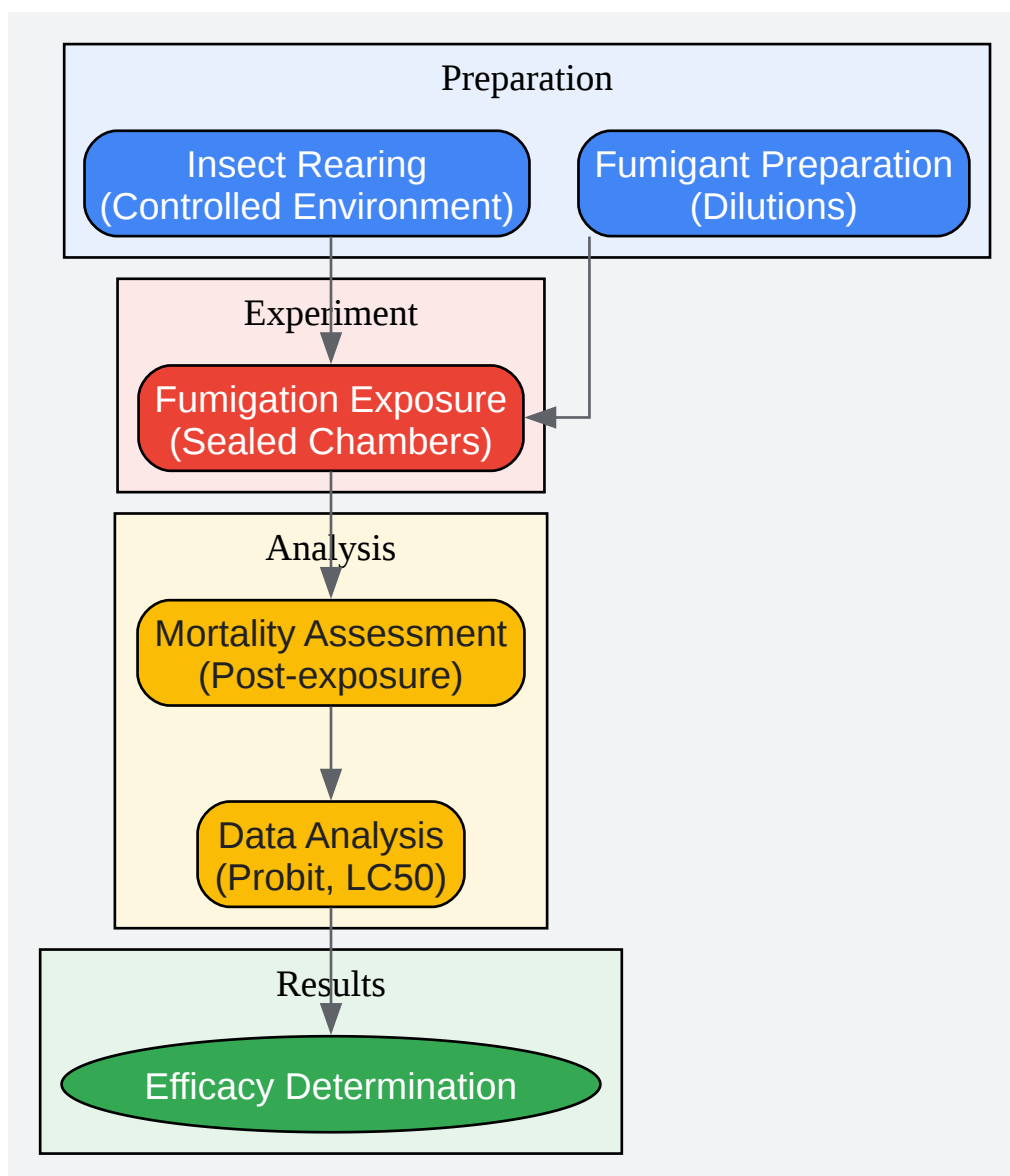 Preparation
Insect Rearing
(Controlled Environment)
Fumigant Preparation
(Dilutions)
Experiment
Fumigation Exposure
(Sealed Chambers)
Analysis
Mortality Assessment
(Post-exposure)
Data Analysis
(Probit, LC50)
Results
Efficacy Determination